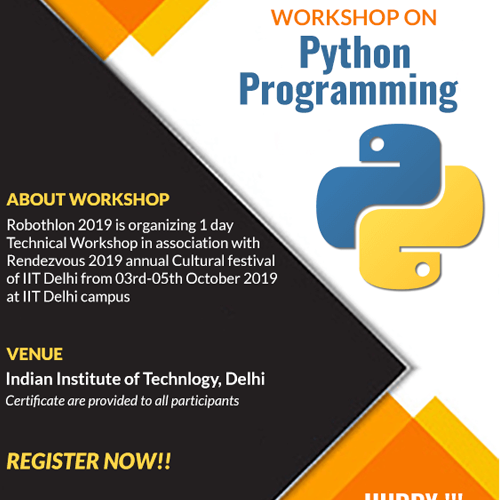 WORKSHOP ON
Python
Programming
ABOUT WORKSHOP
Robothlon 2019 is organizing 1 day
Technical Workshop in association with
Rendezvous 2019 annual Cultural festival
of IIT Delhi from 03rd-05th October 2019
at IIT Delhi campus
VENUE
Indian Institute of Technlogy, Delhi
Certificate are provided to all participants
REGISTER NOW!!
HURRY !!!